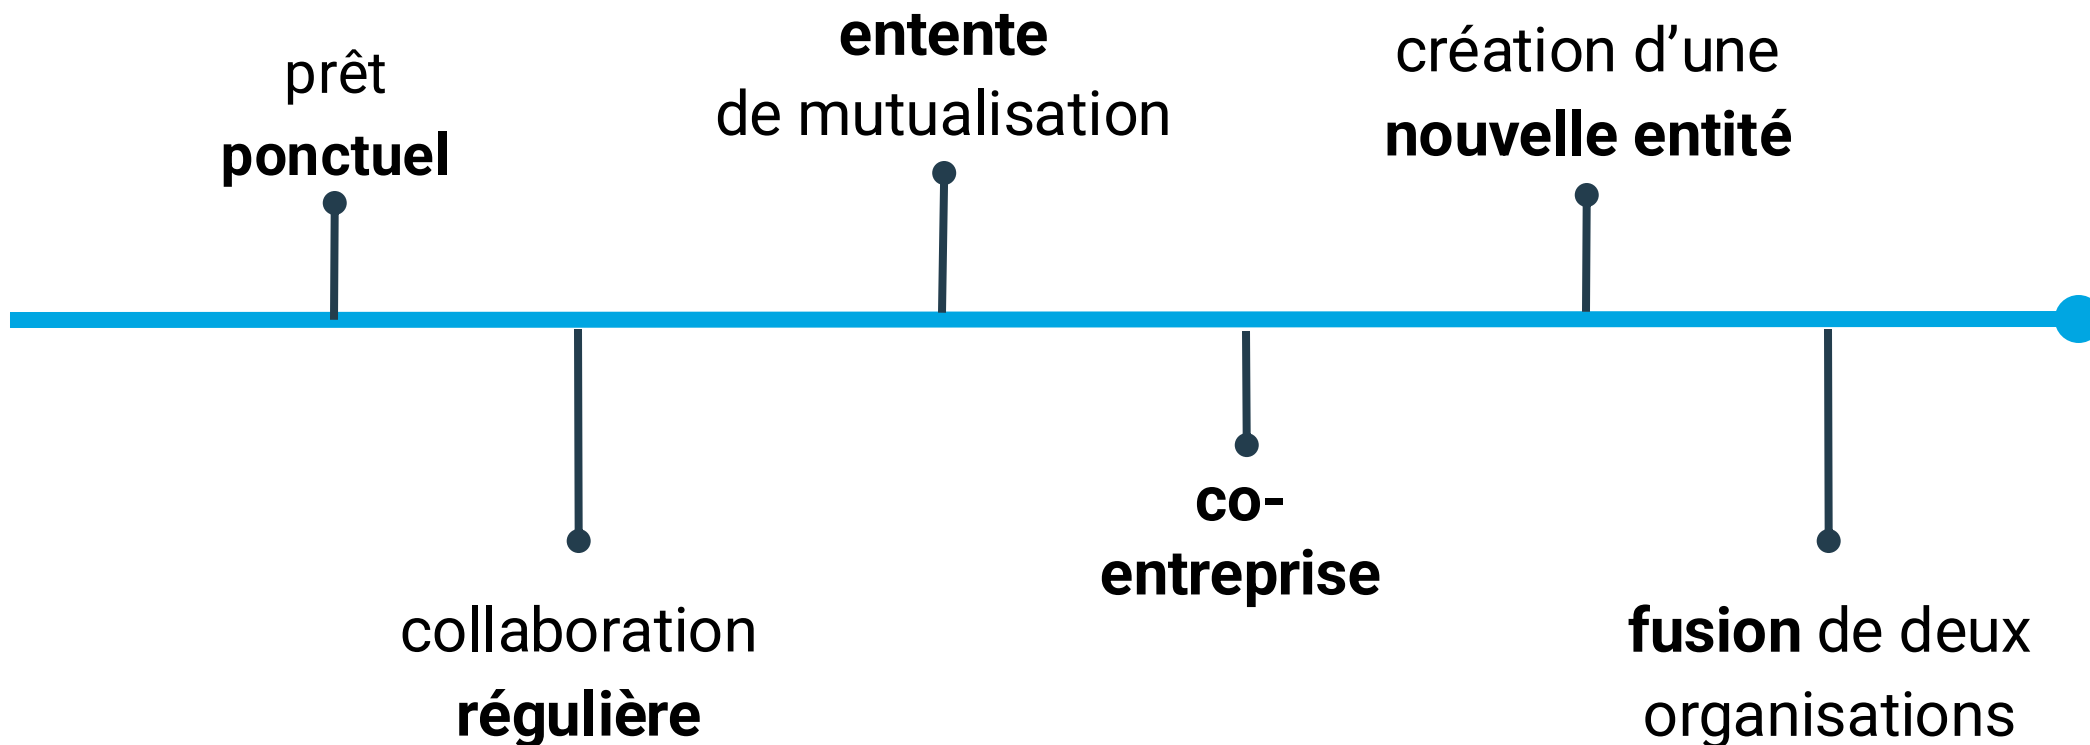 prêt
ponctuel
collaboration
régulière
entente
de mutualisation
co-
entreprise
création d’une
nouvelle entité
fusion de deux
organisations